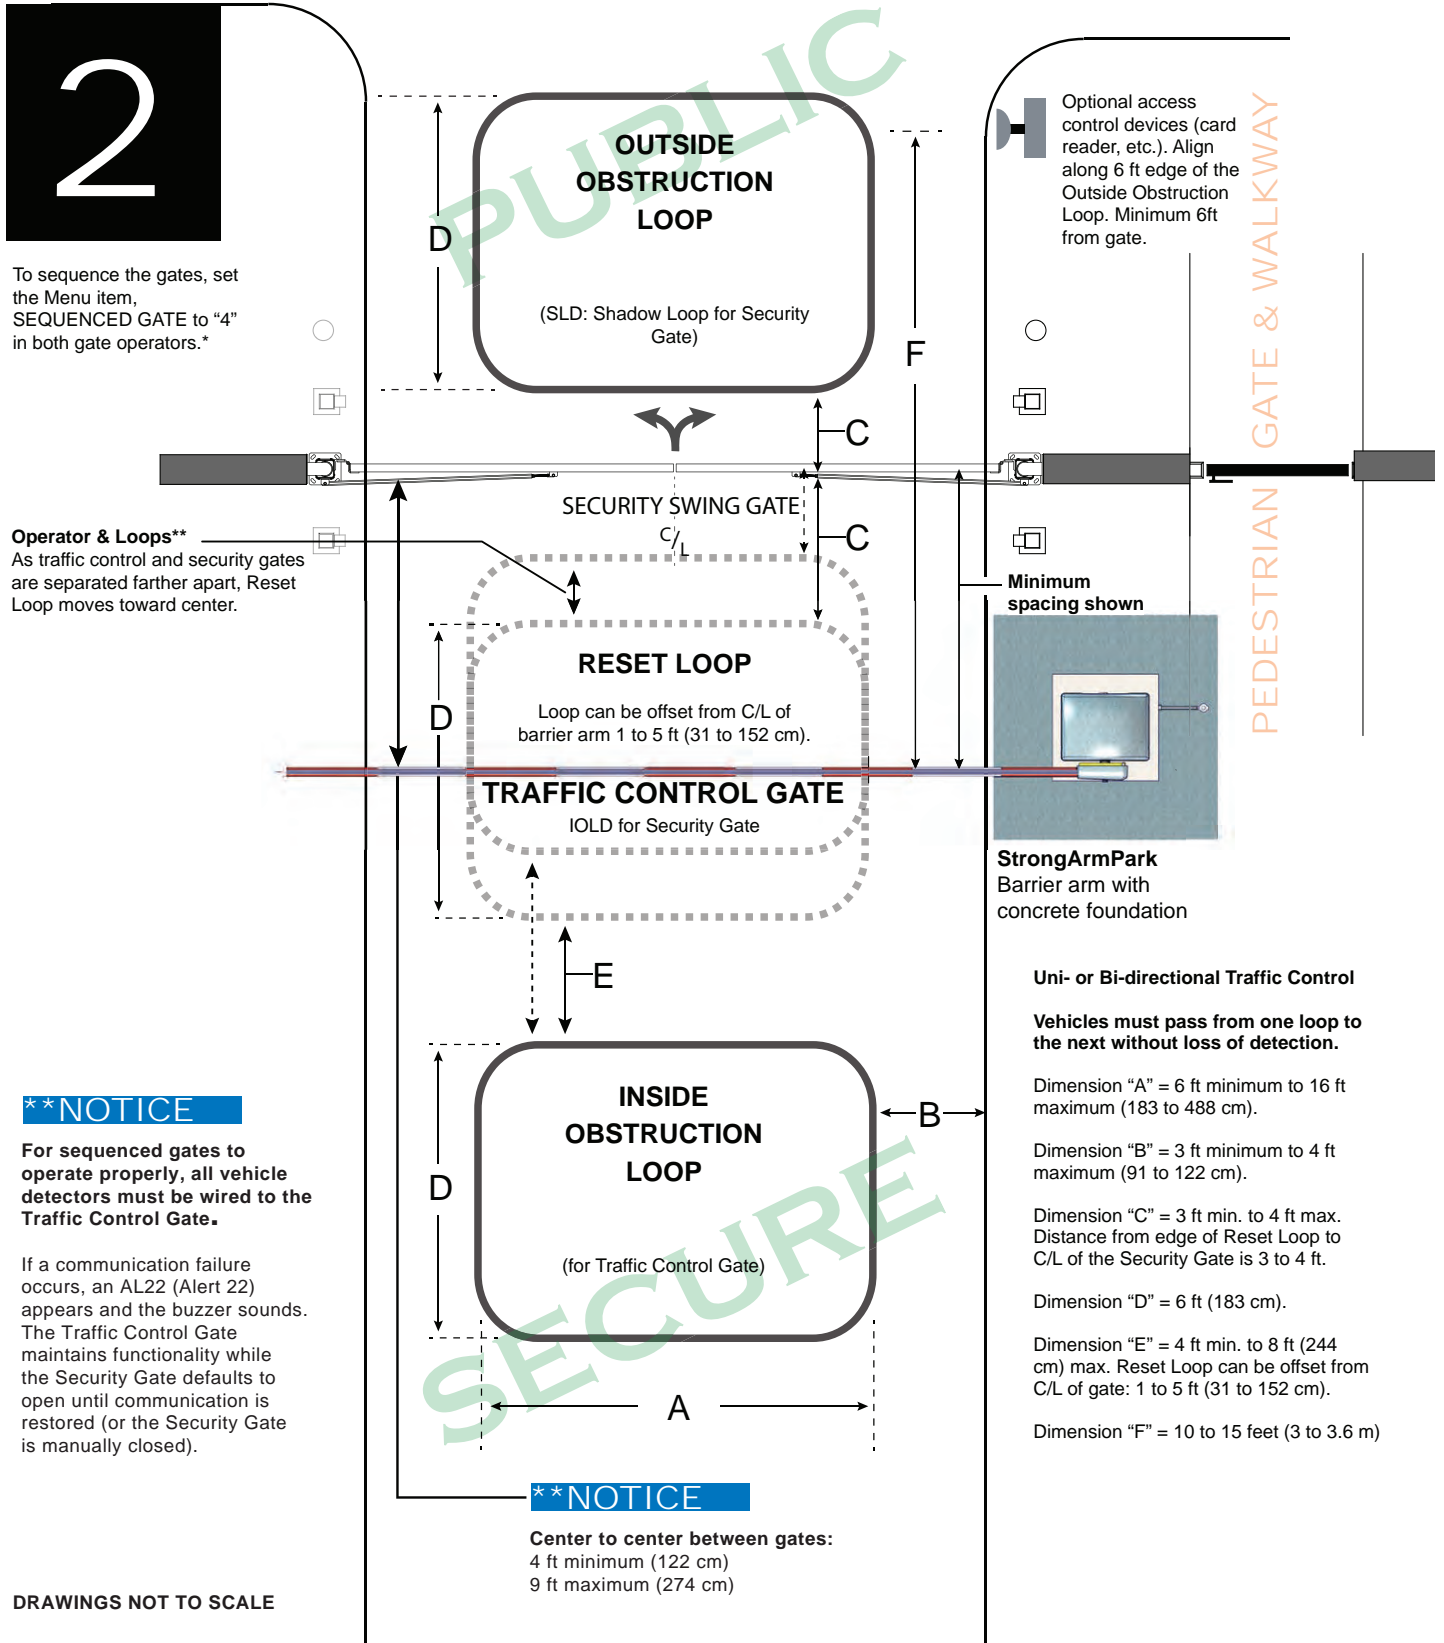 2
PUBLIC
OUTSIDE
OBSTRUCTION
LOOP
(SLD: Shadow Loop for Security
Gate)
D
F
C
Optional access
control devices (card
reader, etc.). Align
along 6 ft edge of the
Outside Obstruction
Loop. Minimum 6ft
from gate.
PEDESTRIAN GATE & WALKWAY
To sequence the gates, set
the Menu item,
SEQUENCED GATE to “4”
in both gate operators.*
SECURITY SWING GATE
C/L
C
Operator & Loops**
As traffic control and security gates
are separated farther apart, Reset
Loop moves toward center.
Minimum
spacing shown
RESET LOOP
Loop can be offset from C/L of
barrier arm 1 to 5 ft (31 to 152 cm).
D
TRAFFIC CONTROL GATE
IOLD for Security Gate
StrongArmPark
Barrier arm with
concrete foundation
E
INSIDE
OBSTRUCTION
LOOP
(for Traffic Control Gate)
D
B
SECURE
A
**NOTICE
For sequenced gates to
operate properly, all vehicle
detectors must be wired to the
Traffic Control Gate.
If a communication failure
occurs, an AL22 (Alert 22)
appears and the buzzer sounds.
The Traffic Control Gate
maintains functionality while
the Security Gate defaults to
open until communication is
restored (or the Security Gate
is manually closed).
Uni- or Bi-directional Traffic Control
Vehicles must pass from one loop to
the next without loss of detection.
Dimension “A” = 6 ft minimum to 16 ft
maximum (183 to 488 cm).
Dimension “B” = 3 ft minimum to 4 ft
maximum (91 to 122 cm).
Dimension “C” = 3 ft min. to 4 ft max.
Distance from edge of Reset Loop to
C/L of the Security Gate is 3 to 4 ft.
Dimension “D” = 6 ft (183 cm).
Dimension “E” = 4 ft min. to 8 ft (244
cm) max. Reset Loop can be offset from
C/L of gate: 1 to 5 ft (31 to 152 cm).
Dimension “F” = 10 to 15 feet (3 to 3.6 m)
**NOTICE
Center to center between gates:
4 ft minimum (122 cm)
9 ft maximum (274 cm)
DRAWINGS NOT TO SCALE